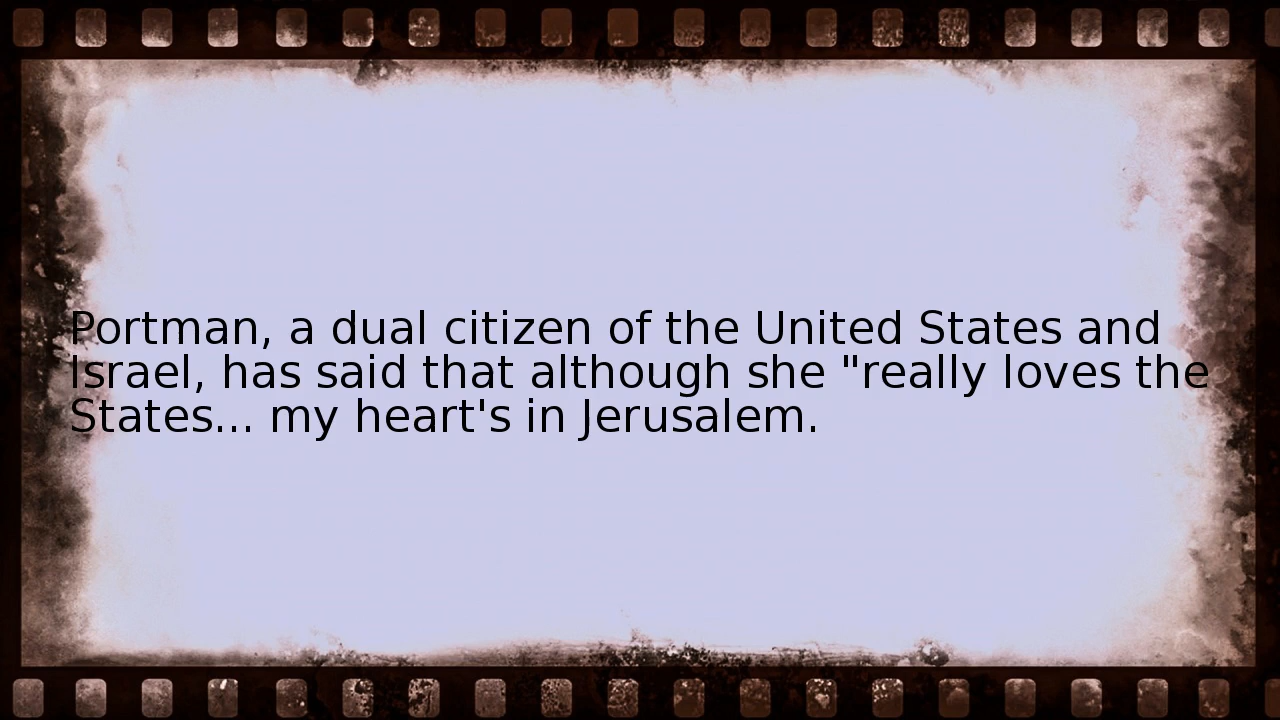 Portman, a dual citizen of the United States and
Israel, has said that although she "really loves the
States... my heart's in Jerusalem.